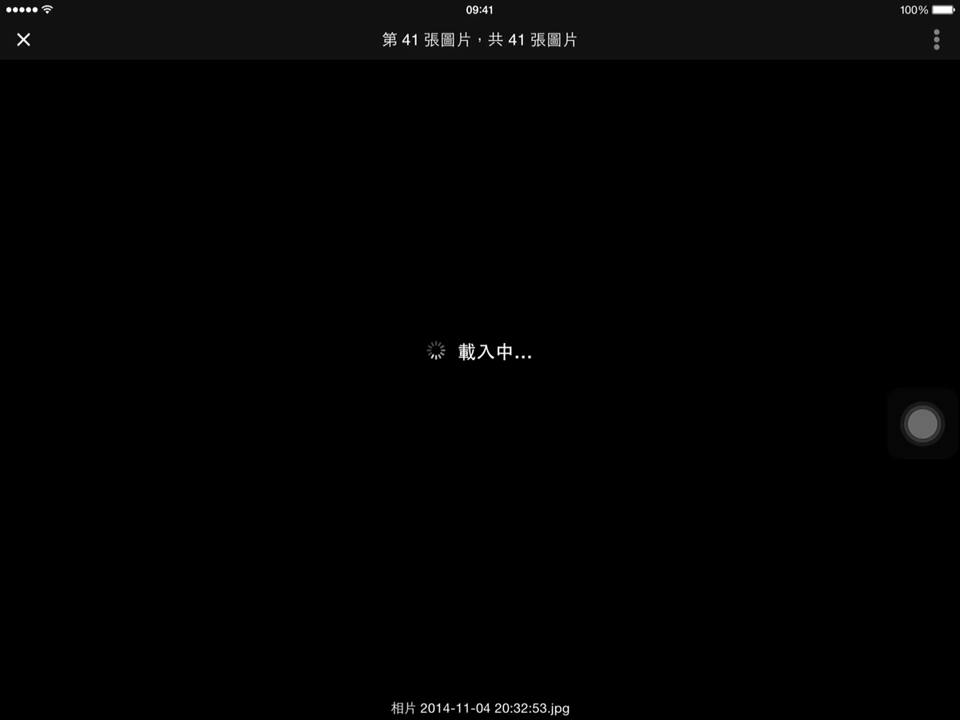 09:41
100%
第 41 張圖片，共 41 張圖片
載入中...
相片 2014-11-04 20:32:53.jpg